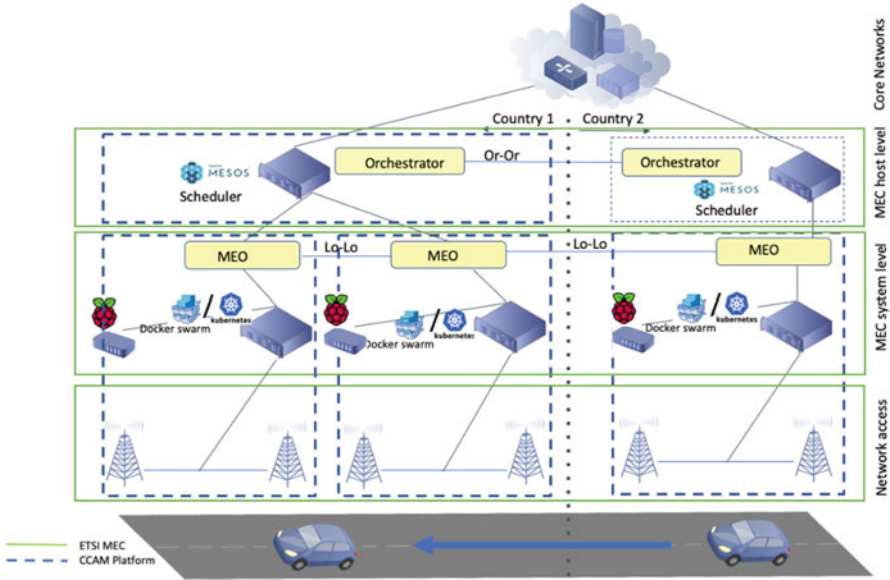 Core Networks
Country 1
Country 2
MEC host level
Orchestrator
Or-Or
Orchestrator
MESOS
Scheduler
MESOS
Scheduler
MEC system level
MEO
Lo-Lo
MEO
Lo-Lo
MEO
/
Docker swarm
kubernetes
/
Docker swarm
kubernetes
/
Docker swarm
kubernetes
Network access
ETSI MEC
CCAM Platform